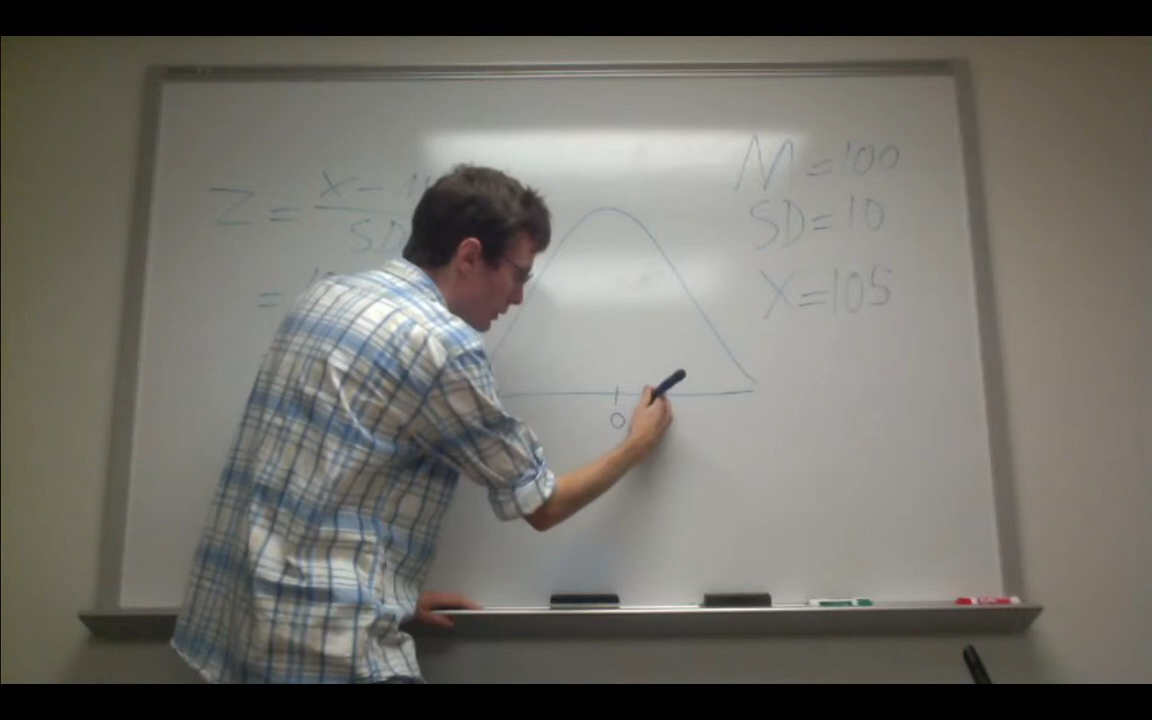 Z = X -
SD
=
0
M = 100
SD = 10
X = 105